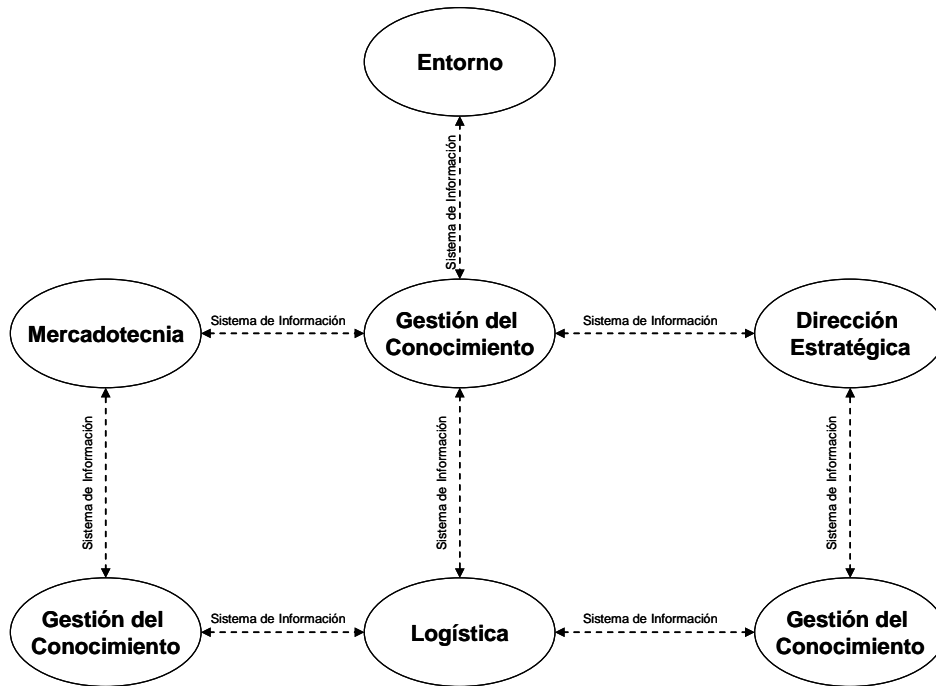 Entorno
Sistema de Información
Mercadotecnia
Sistema de Información
Gestión del
Conocimiento
Sistema de Información
Dirección
Estratégica
Sistema de Información
Sistema de Información
Sistema de Información
Gestión del
Conocimiento
Sistema de Información
Logística
Sistema de Información
Gestión del
Conocimiento